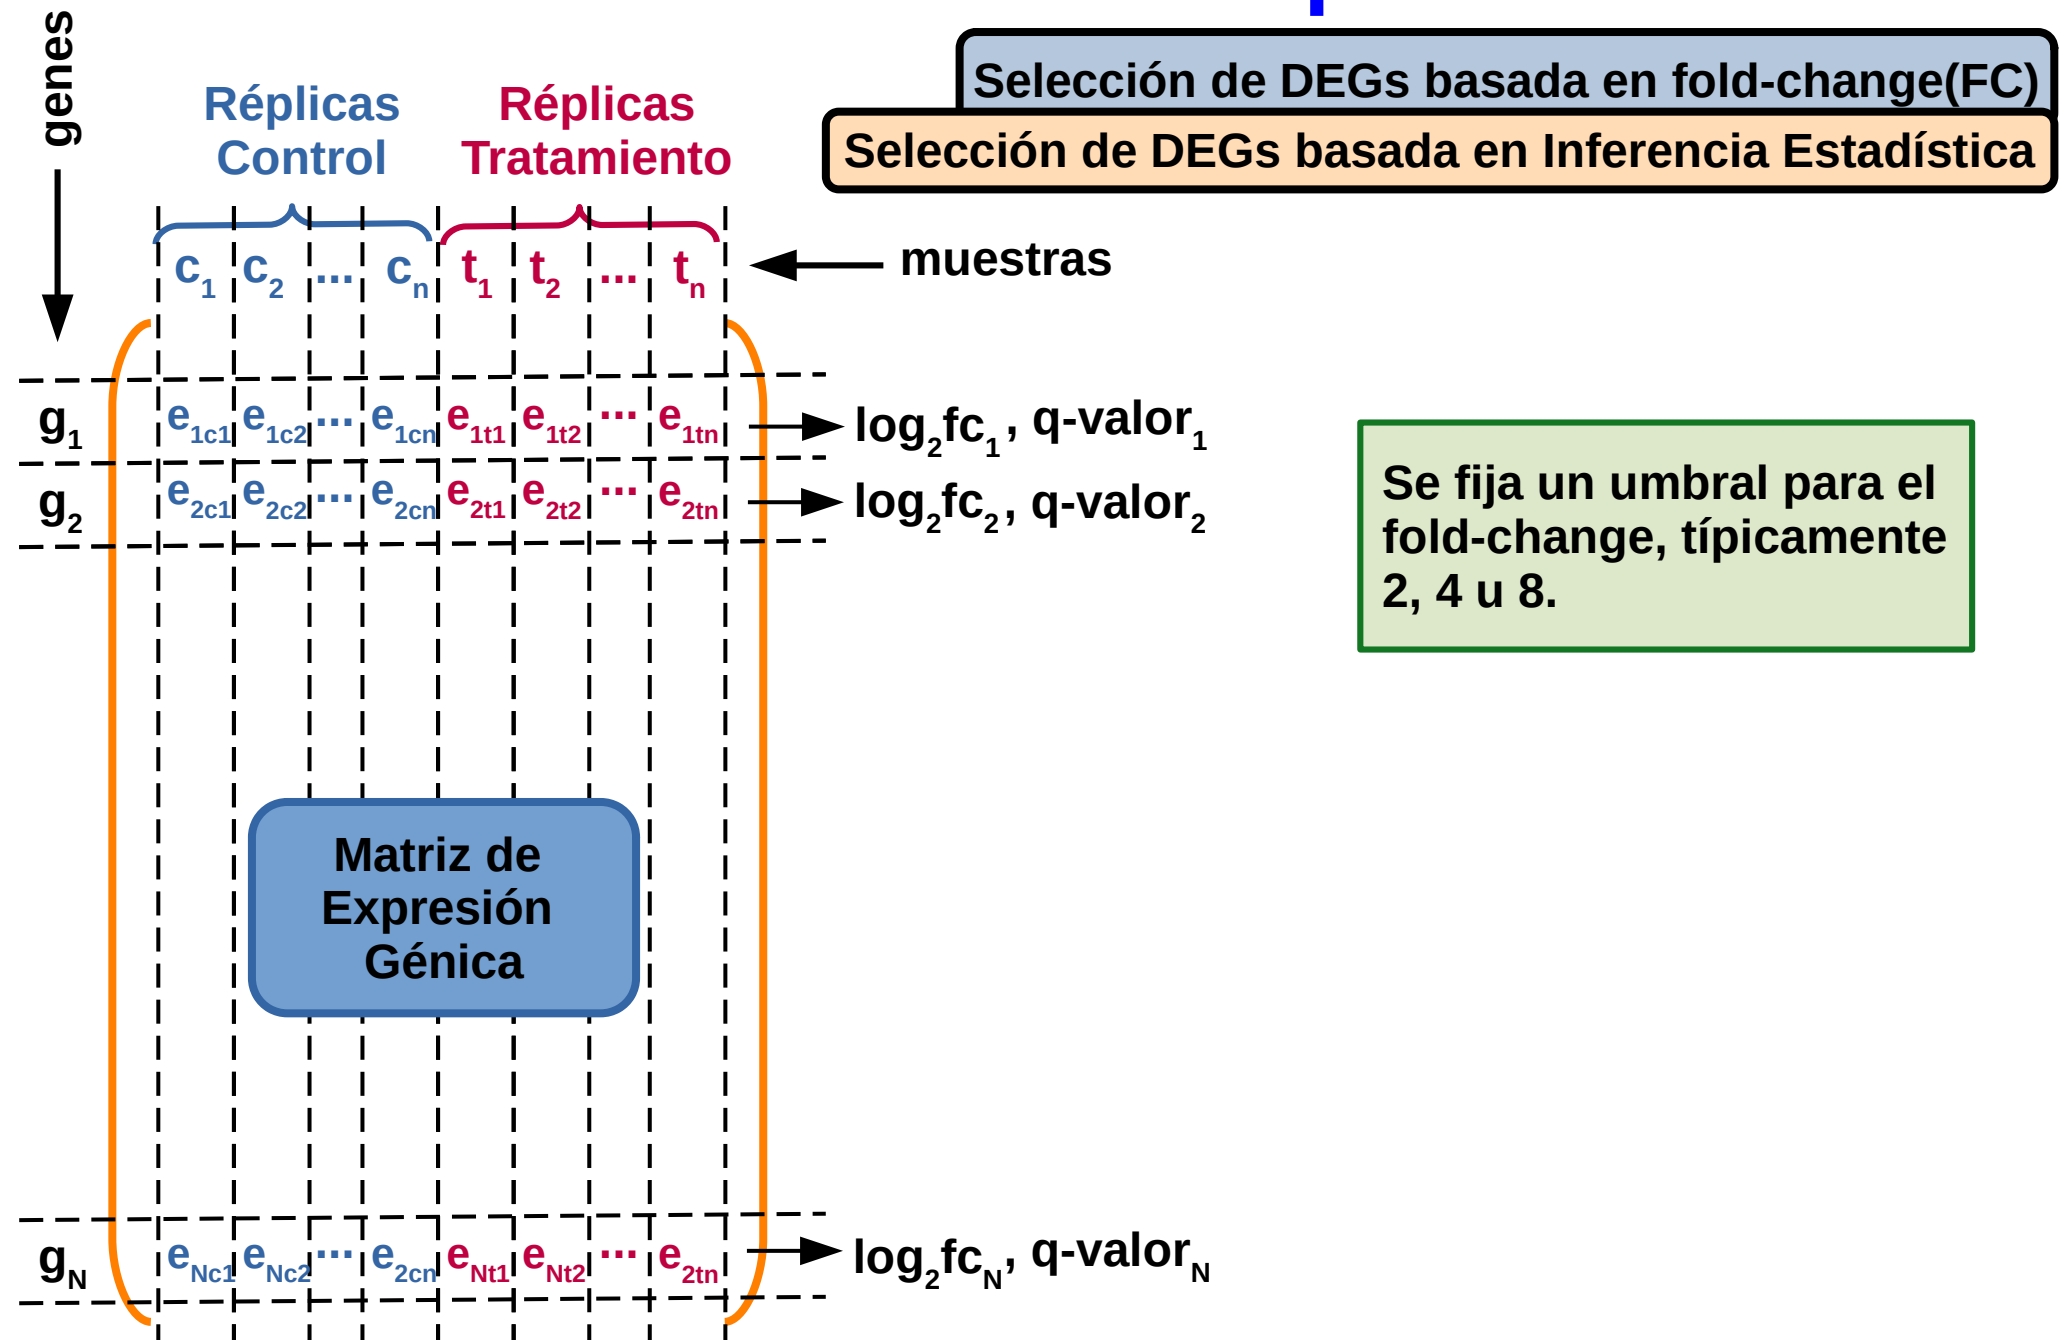 genes
Selección de DEGs basada en fold-change(FC)
Selección de DEGs basada en Inferencia Estadística
Réplicas
Control
Réplicas
Tratamiento
c1 c2 ... cn t1 t2 ... tn
muestras
g1 e1c1 e1c2 ... e1cn e1t1 e1t2 ... e1tn log2fc1, q-valor1
g2 e2c1 e2c2 ... e2cn e2t1 e2t2 ... e2tn log2fc2, q-valor2
Se fija un umbral para el
fold-change, típicamente
2, 4 u 8.
Matriz de
Expresión
Génica
gN eNc1 eNc2 ... e2cn eNt1 eNt2 ... e2tn log2fcN, q-valorN